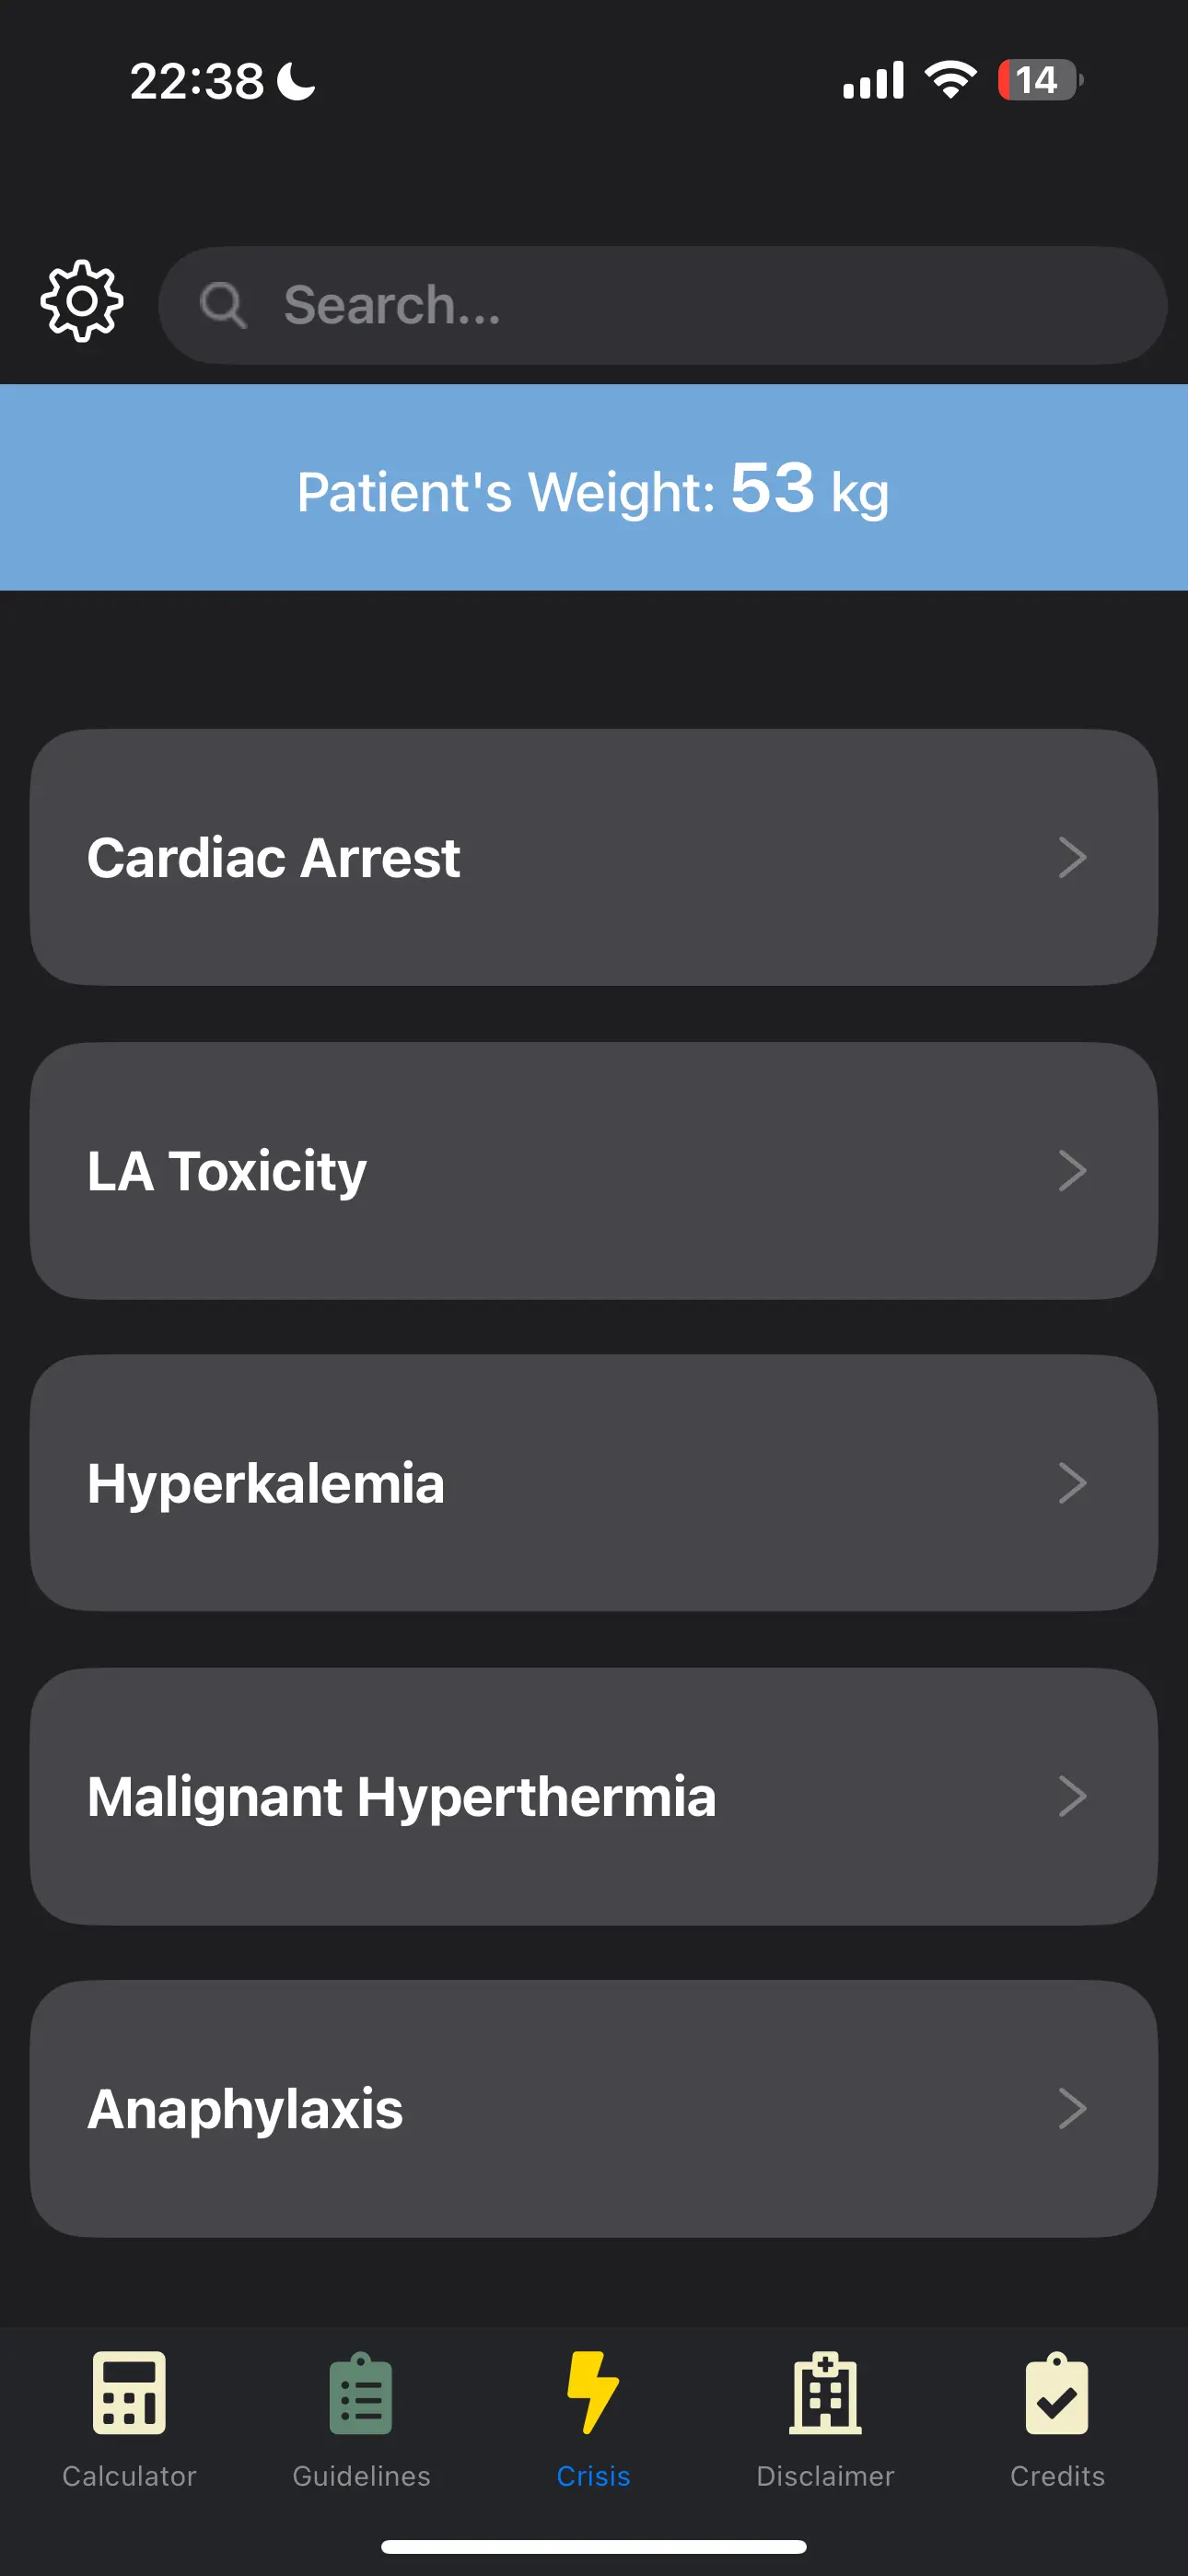 22:38
14
Search...
Patient's Weight: 53 kg
Cardiac Arrest
LA Toxicity
Hyperkalemia
Malignant Hyperthermia
Anaphylaxis
Calculator
Guidelines
Crisis
Disclaimer
Credits